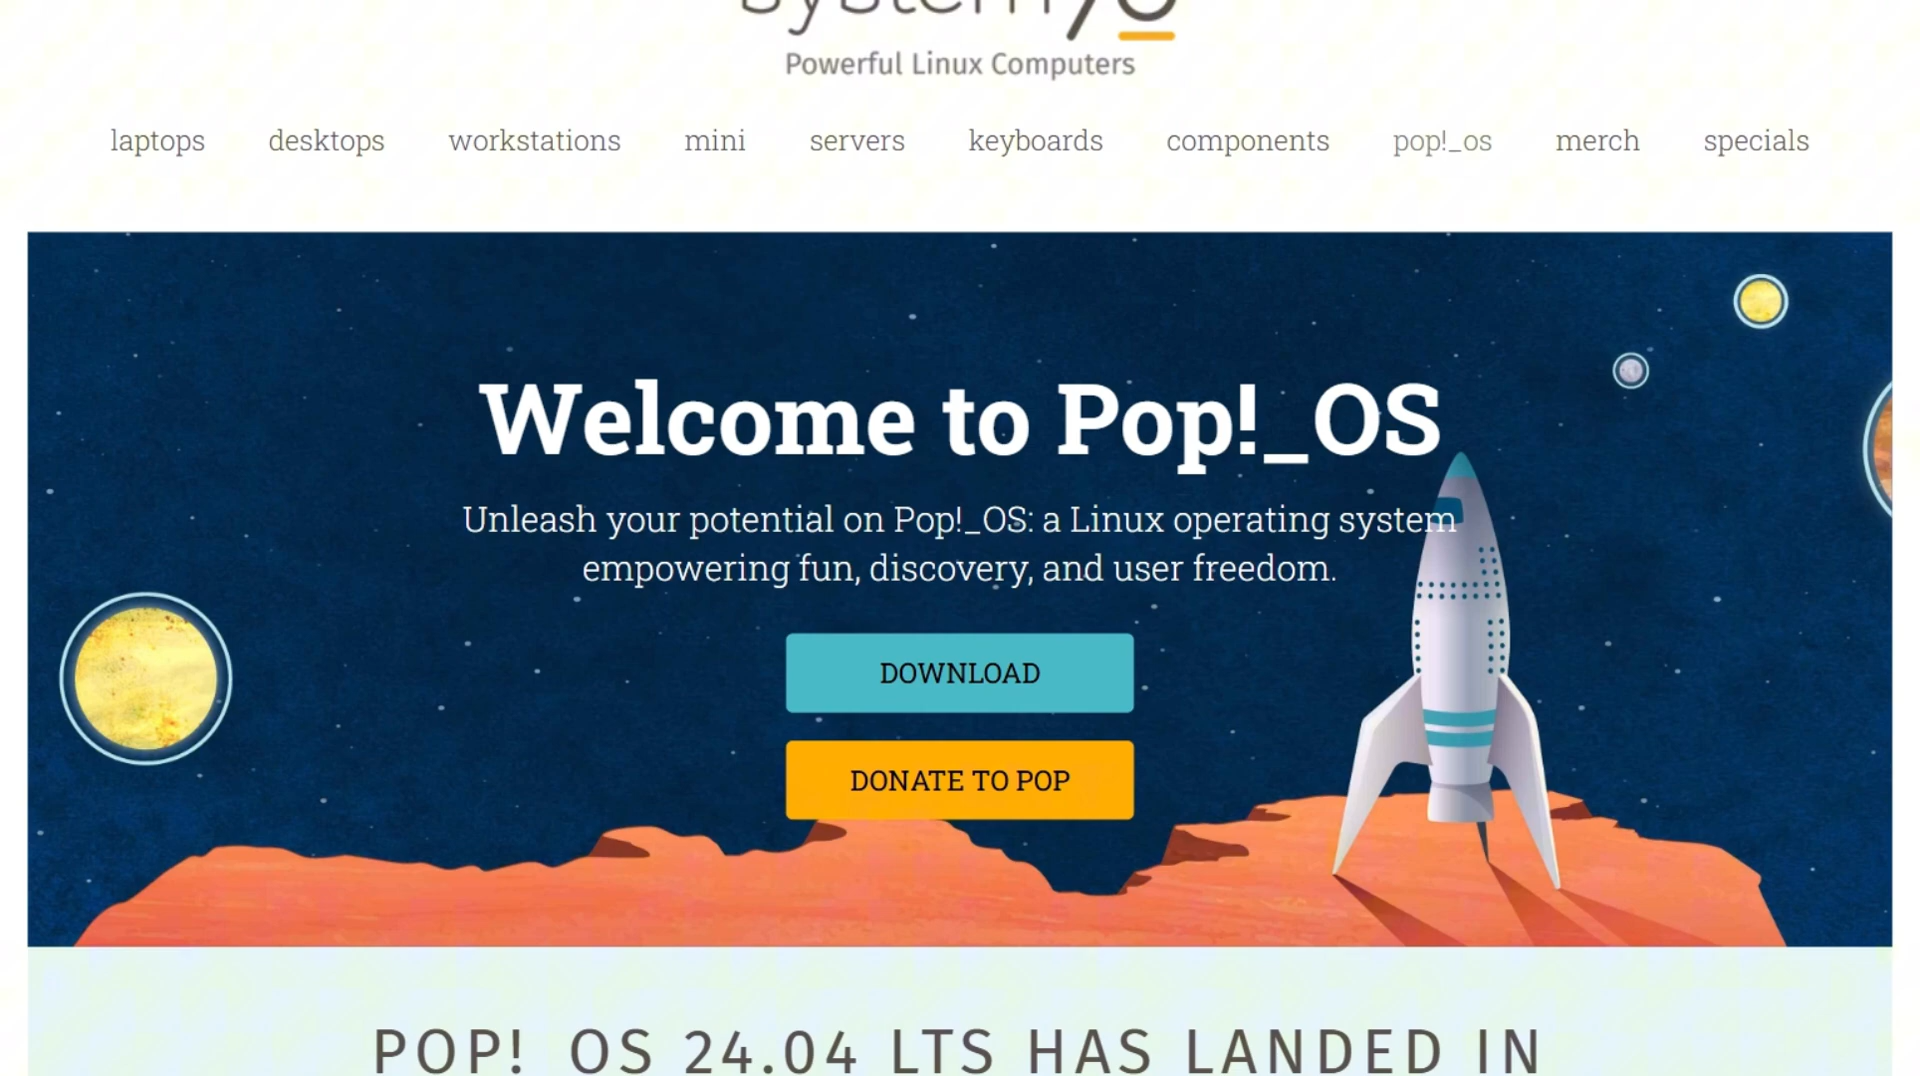 system76
Powerful Linux Computers
laptops desktops workstations mini servers keyboards components pop!_os merch specials
Welcome to Pop!_OS
Unleash your potential on Pop!_OS: a Linux operating system
empowering fun, discovery, and user freedom.
DOWNLOAD
DONATE TO POP
POP!_OS 24.04 LTS HAS LANDED IN